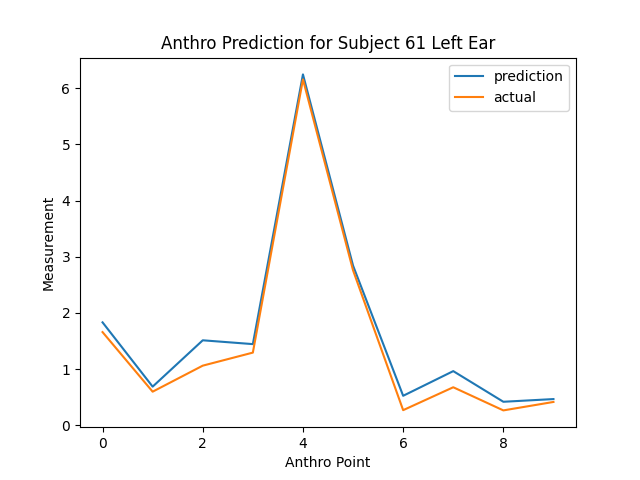 Anthro Prediction for Subject 61 Left Ear
prediction
actual
6
5
4
3
2
1
0
Measurement
0 2 4 6 8
Anthro Point